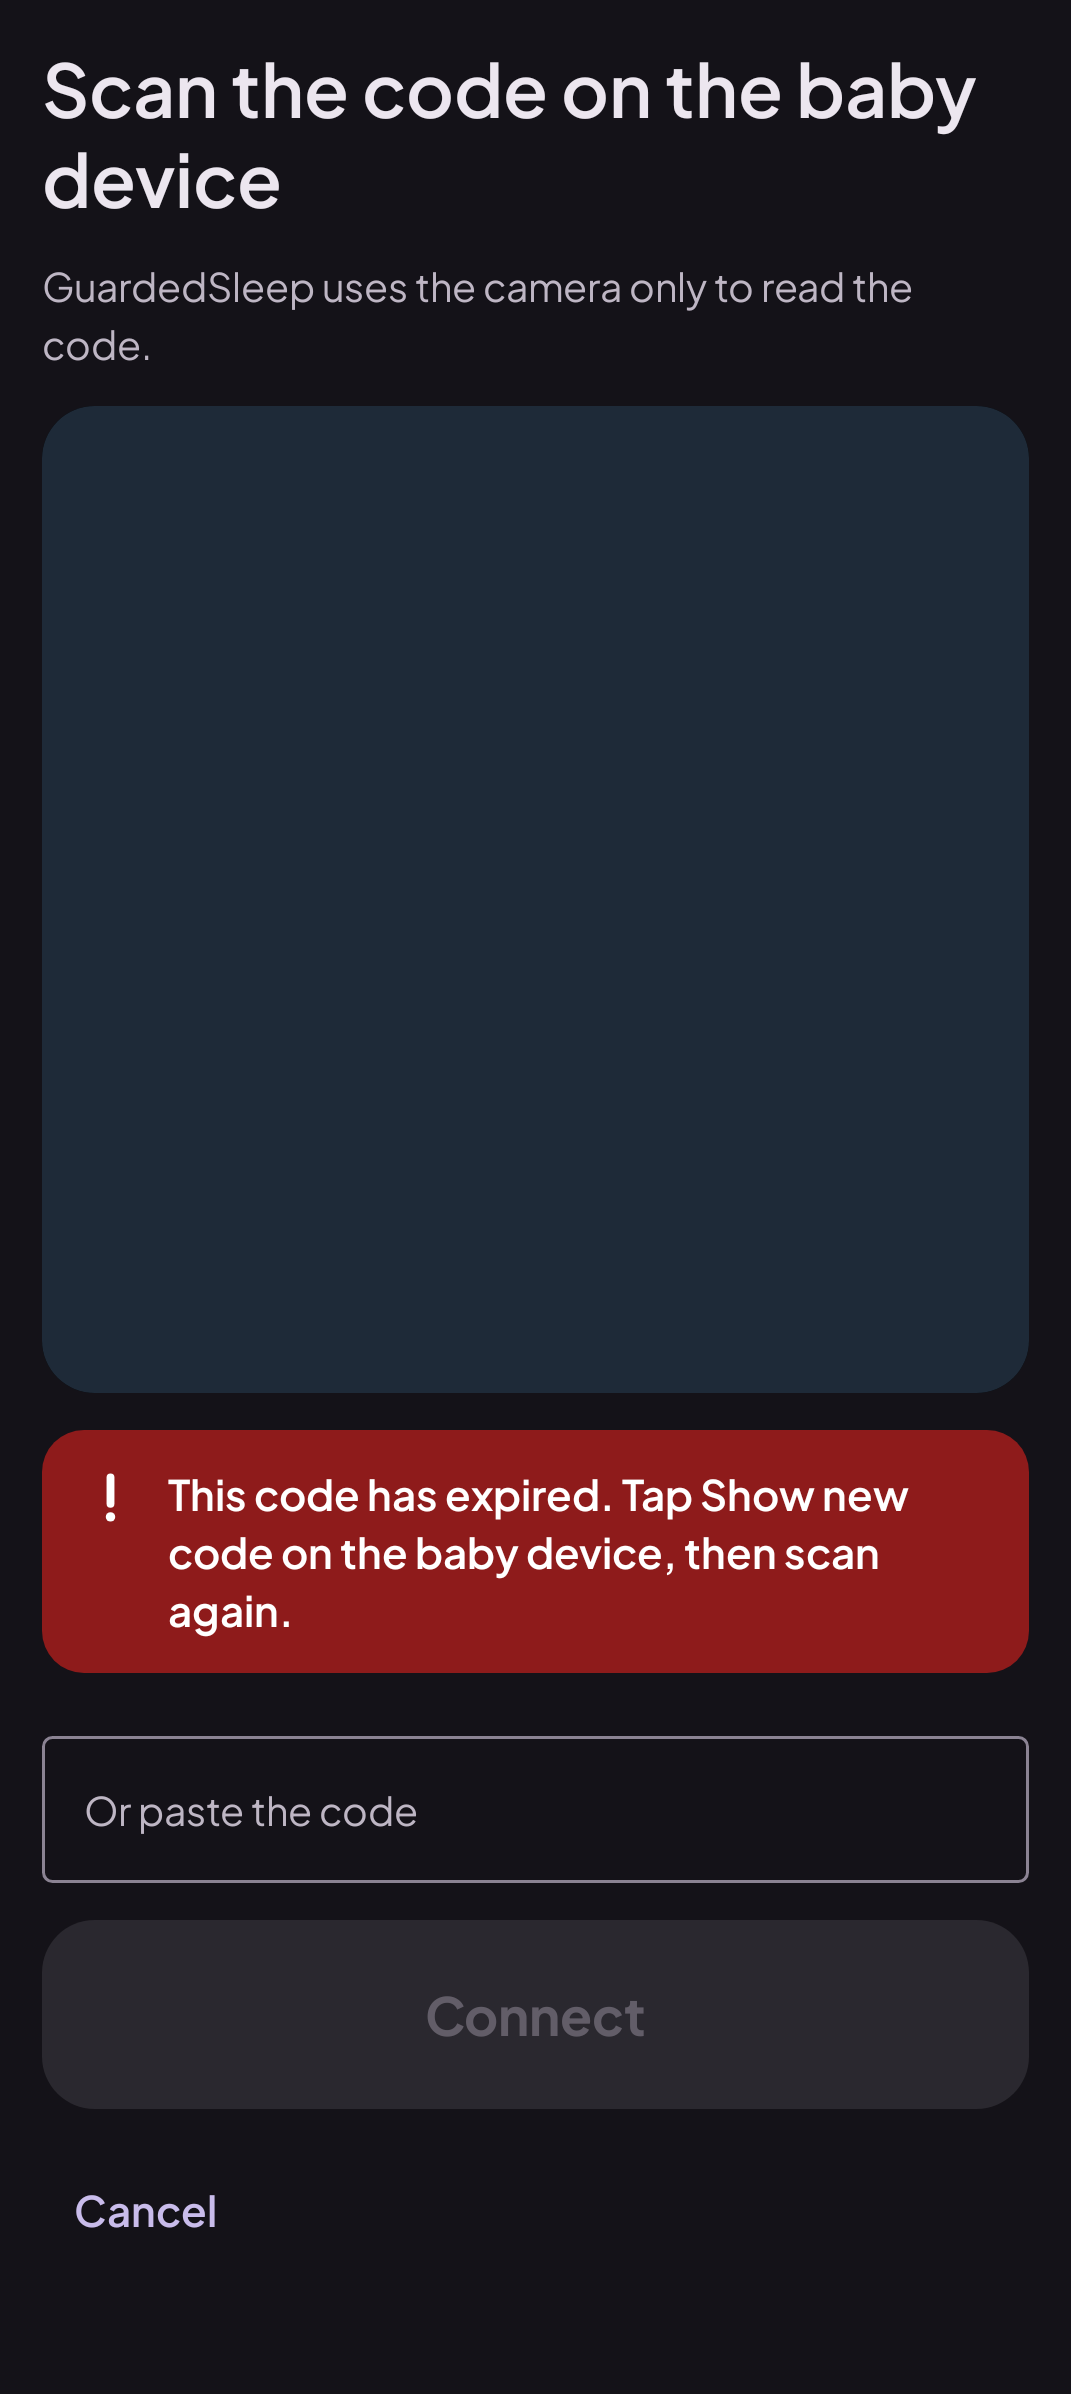 Scan the code on the baby
device
GuardedSleep uses the camera only to read the
code.
This code has expired. Tap Show new
code on the baby device, then scan
again.
Or paste the code
Connect
Cancel